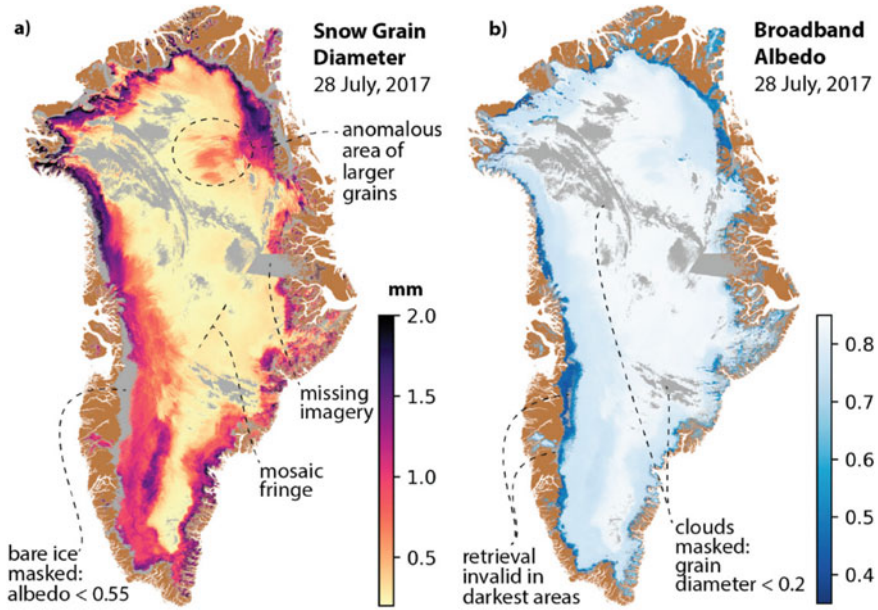 a)
Snow Grain
Diameter
28 July, 2017
anomalous
area of
larger
grains
mm
2.0
1.5
1.0
0.5
missing
imagery
mosaic
fringe
bare ice
masked:
albedo < 0.55
b)
Broadband
Albedo
28 July, 2017
0.8
0.7
0.6
0.5
0.4
retrieval
invalid in
darkest areas
clouds
masked:
grain
diameter < 0.2